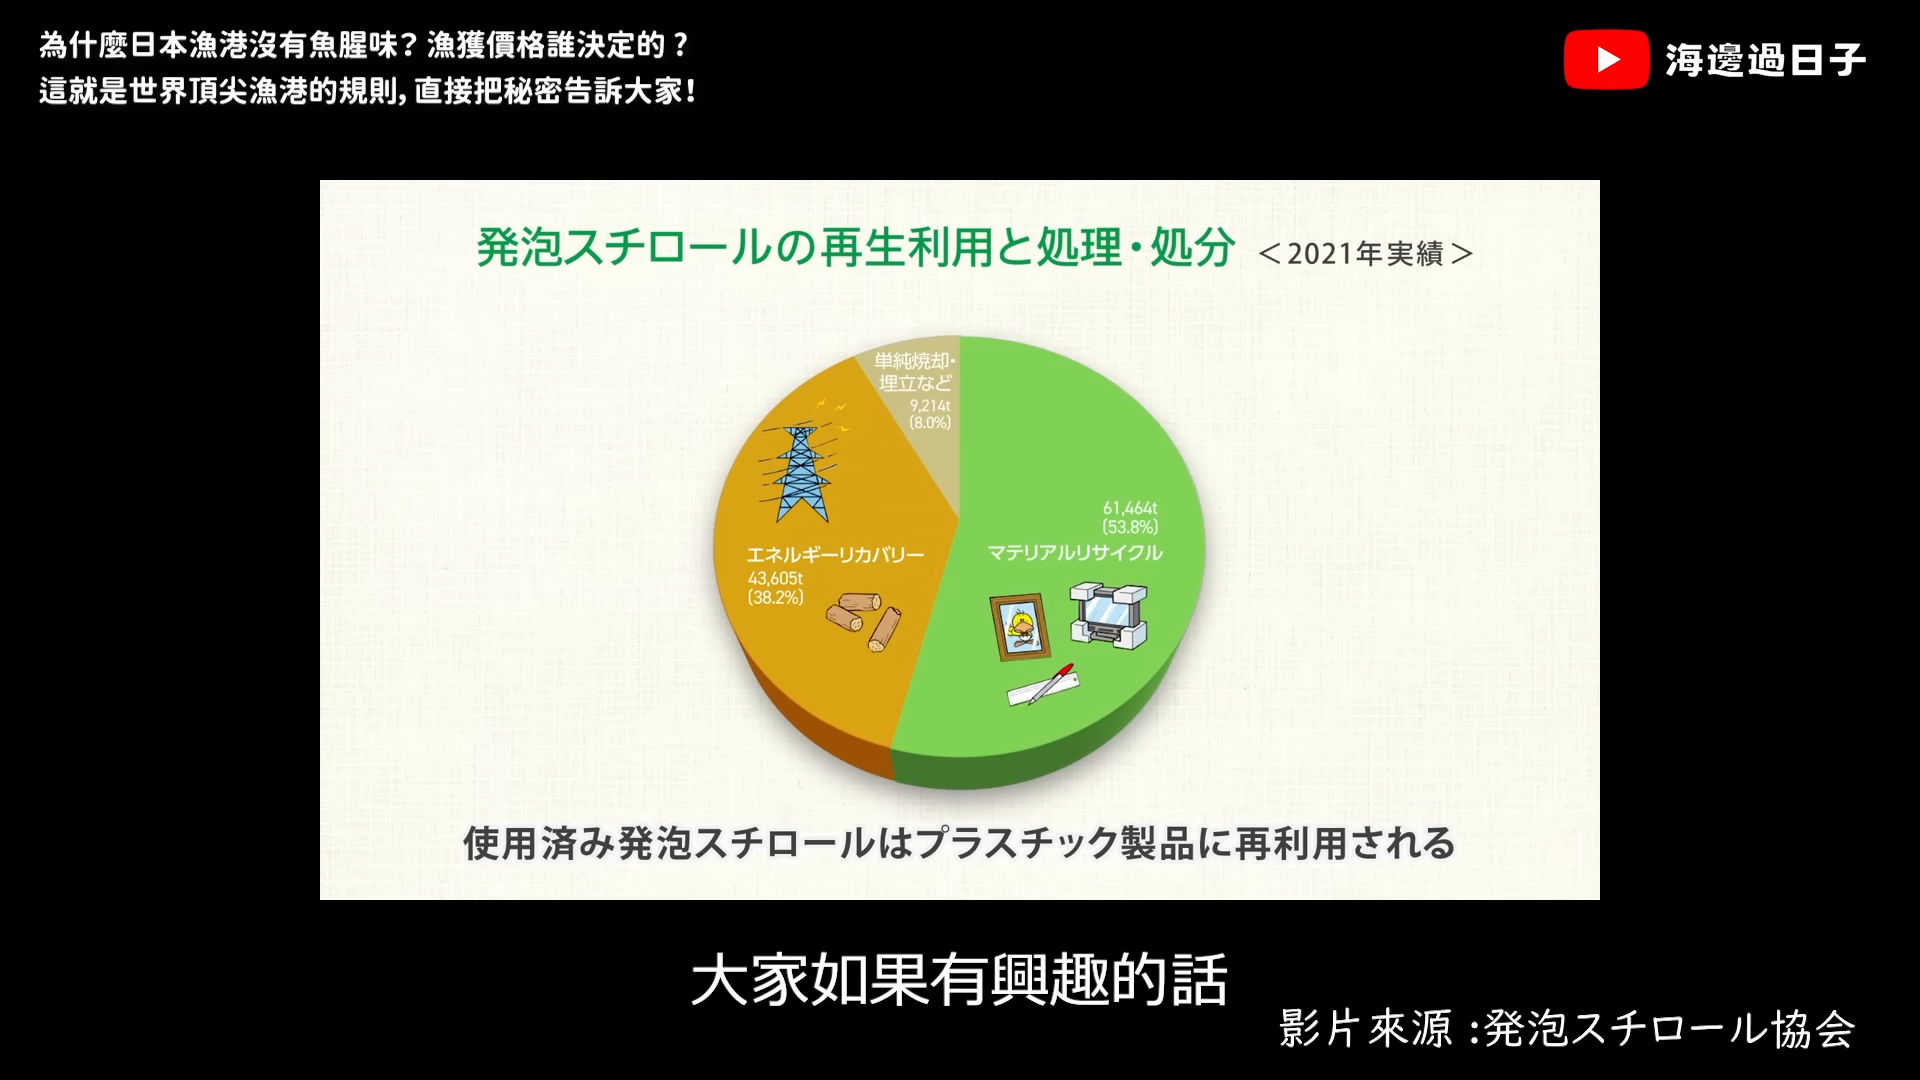 為什麼日本漁港沒有魚腥味? 漁獲價格誰決定的?
這就是世界頂尖漁港的規則,直接把秘密告訴大家!
海邊過日子
発泡スチロールの再生利用と処理・処分 <2021年実績>
単純焼却・
埋立など
9,214t
(8.0%)
61,464t
(53.8%)
マテリアルリサイクル
エネルギーリカバリー
43,605t
(38.2%)
使用済み発泡スチロールはプラスチック製品に再利用される
大家如果有興趣的話
影片來源:発泡スチロール協会